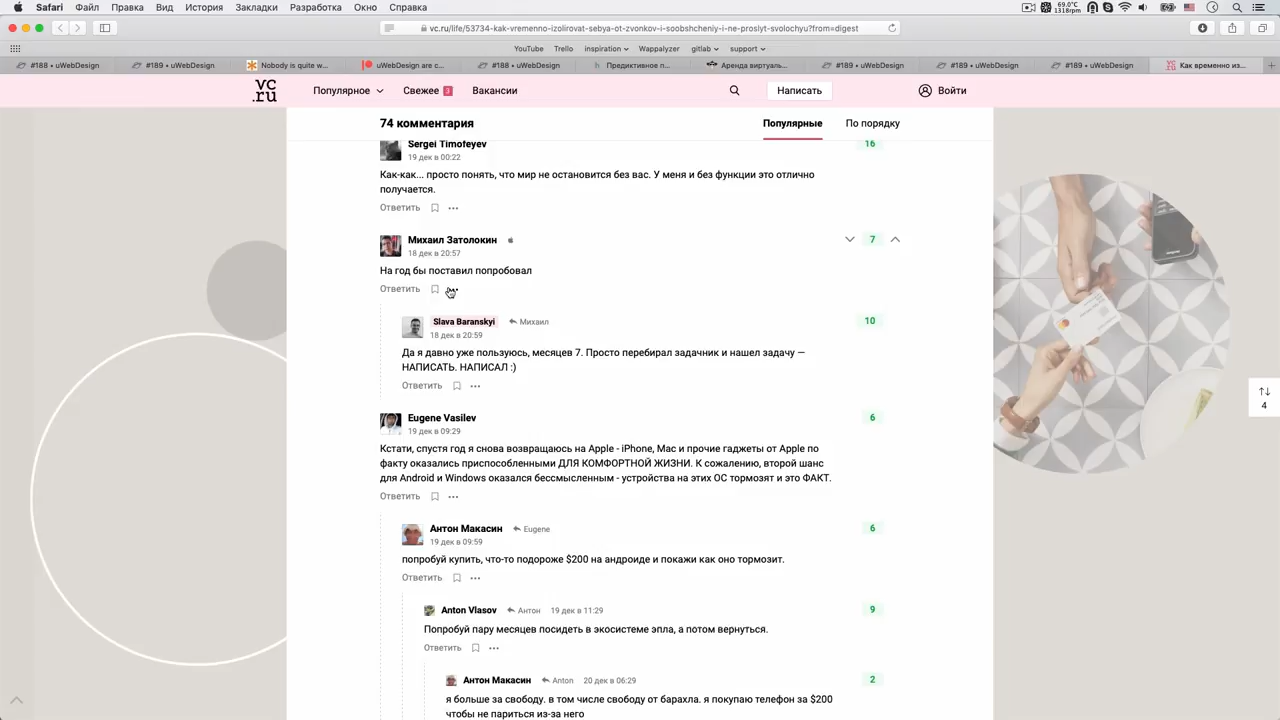 Safari Файл Правка Вид История Закладки Разработка Окно Справка
69.0°C
1318rpm
vc.ru/life/53734-kak-vremenno-izolirovat-sebya-ot-zvonkov-i-soobshcheniy-i-ne-proslyt-svolochyu?from=digest
YouTube Trello inspiration Wappalyzer gitlab support
#188 • uWebDesign #189 • uWebDesign Nobody is quite w... uWebDesign are c... #188 • uWebDesign Предиктивное п... Аренда виртуаль... #189 • uWebDesign #189 • uWebDesign #189 • uWebDesign Как временно из...
vc
.ru
Популярное Свежее 3 Вакансии Написать Войти
74 комментария Популярные По порядку
Sergei Timofeyev 16
19 дек в 00:22
Как-как... просто понять, что мир не остановится без вас. У меня и без функции это отлично
получается.
Ответить
Михаил Затолокин 7
18 дек в 20:57
На год бы поставил попробовал
Ответить
Slava Baranskyi Михаил 10
18 дек в 20:59
Да я давно уже пользуюсь, месяцев 7. Просто перебирал задачник и нашел задачу —
НАПИСАТЬ. НАПИСАЛ :)
Ответить
4
Eugene Vasilev 6
19 дек в 09:29
Кстати, спустя год я снова возвращаюсь на Apple - iPhone, Mac и прочие гаджеты от Apple по
факту оказались приспособленными ДЛЯ КОМФОРТНОЙ ЖИЗНИ. К сожалению, второй шанс
для Android и Windows оказался бессмысленным - устройства на этих ОС тормозят и это ФАКТ.
Ответить
Антон Макасин Eugene 6
19 дек в 09:59
попробуй купить, что-то подороже $200 на андроиде и покажи как оно тормозит.
Ответить
Anton Vlasov Антон 19 дек в 11:29 9
Попробуй пару месяцев посидеть в экосистеме эпла, а потом вернуться.
Ответить
Антон Макасин Anton 20 дек в 06:29 2
я больше за свободу. в том числе свободу от барахла. я покупаю телефон за $200
чтобы не париться из-за него